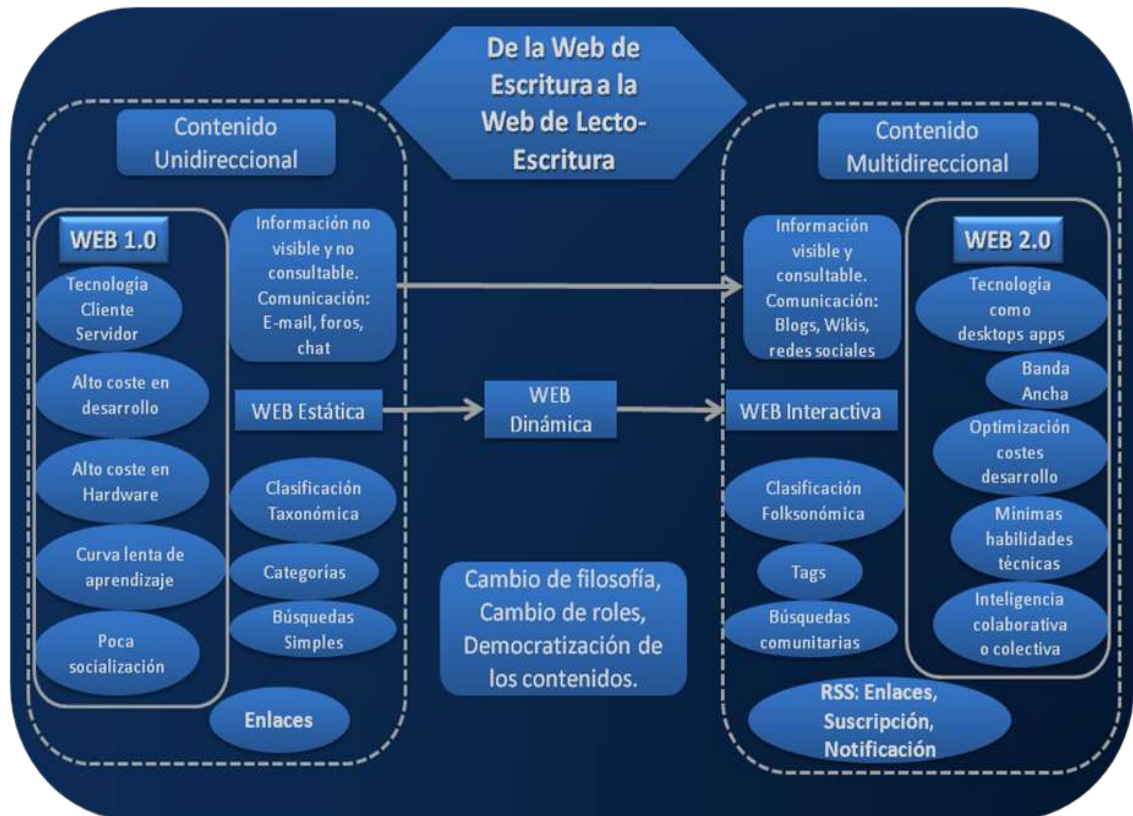 De la Web de
Escritura a la
Web de Lecto-
Escritura
Contenido
Unidireccional
WEB 1.0
Tecnología
Cliente
Servidor
Alto coste en
desarrollo
Alto coste en
Hardware
Curva lenta de
aprendizaje
Poca
socialización
Información no
visible y no
consultable.
Comunicación:
E-mail, foros,
chat
WEB Estática
Clasificación
Taxonómica
Categorías
Búsquedas
Simples
Enlaces
WEB
Dinámica
Cambio de filosofía,
Cambio de roles,
Democratización de
los contenidos.
Contenido
Multidireccional
Información
visible y
consultable.
Comunicación:
Blogs, Wikis,
redes sociales
WEB Interactiva
Clasificación
Folksonómica
Tags
Búsquedas
comunitarias
RSS: Enlaces,
Suscripción,
Notificación
WEB 2.0
Tecnología
como
desktops apps
Banda
Ancha
Optimización
costes
desarrollo
Mínimas
habilidades
técnicas
Inteligencia
colaborativa
o colectiva